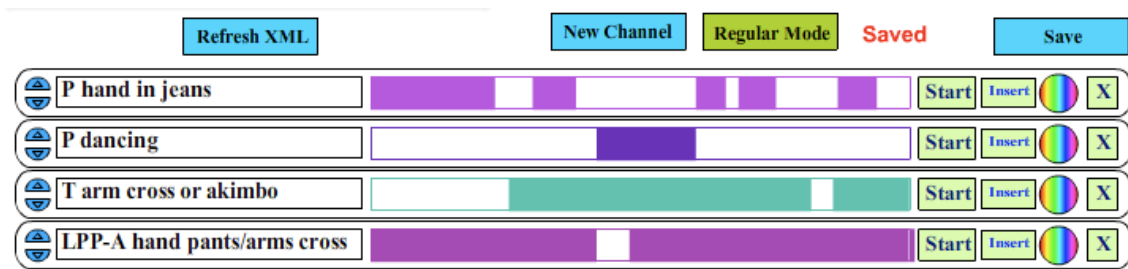 Refresh XML New Channel Regular Mode Saved Save
P hand in jeans Start Insert X
P dancing Start Insert X
T arm cross or akimbo Start Insert X
LPP-A hand pants/arms cross Start Insert X